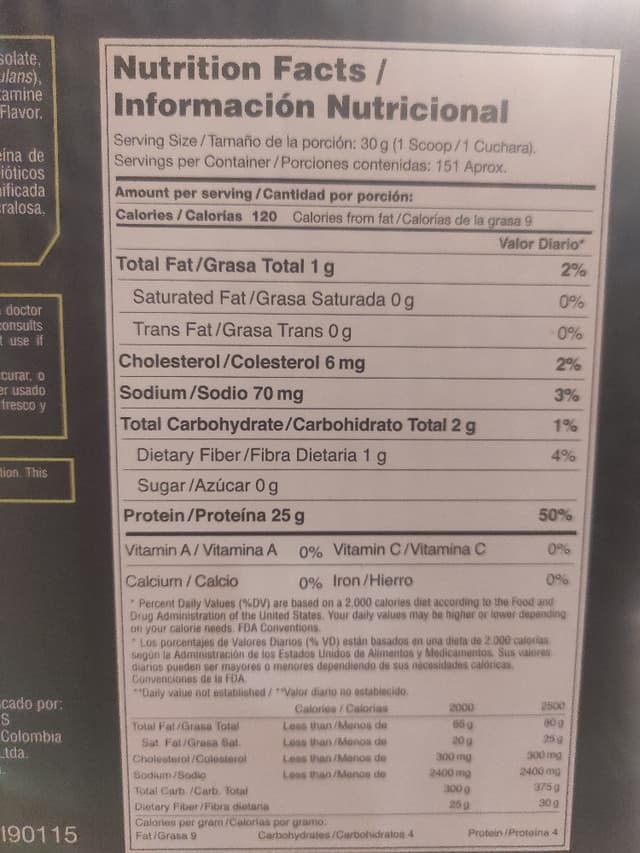 solate,
ulans),
tamine
Flavor.
eína de
ióticos
nificada
cralosa,
doctor
consults
t use if
curar, o
er usado
fresco y
tion. This
cado por:
S
Colombia
Ltda.
190115
Nutrition Facts /
Información Nutricional
Serving Size / Tamaño de la porción: 30 g (1 Scoop / 1 Cuchara).
Servings per Container / Porciones contenidas: 151 Aprox.
Amount per serving / Cantidad por porción:
Calories / Calorías 120 Calories from fat / Calorías de la grasa 9
Valor Diario*
Total Fat / Grasa Total 1 g 2%
Saturated Fat / Grasa Saturada 0 g 0%
Trans Fat / Grasa Trans 0 g 0%
Cholesterol / Colesterol 6 mg 2%
Sodium / Sodio 70 mg 3%
Total Carbohydrate / Carbohidrato Total 2 g 1%
Dietary Fiber / Fibra Dietaria 1 g 4%
Sugar / Azúcar 0 g
Protein / Proteína 25 g 50%
Vitamin A / Vitamina A 0% Vitamin C / Vitamina C 0%
Calcium / Calcio 0% Iron / Hierro 0%
* Percent Daily Values (%DV) are based on a 2,000 calories diet according to the Food and
Drug Administration of the United States. Your daily values may be higher or lower depending
on your calorie needs. FDA Conventions.
* Los porcentajes de Valores Diarios (% VD) están basados en una dieta de 2.000 calorías
según la Administración de los Estados Unidos de Alimentos y Medicamentos. Sus valores
diarios pueden ser mayores o menores dependiendo de sus necesidades calóricas.
Convenciones de la FDA.
**Daily value not established / **Valor diario no establecido.
Calories / Calorías 2000 2500
Total Fat / Grasa Total Less than / Menos de 65 g 80 g
Sat. Fat / Grasa Sat. Less than / Menos de 20 g 25 g
Cholesterol / Colesterol Less than / Menos de 300 mg 300 mg
Sodium / Sodio Less than / Menos de 2400 mg 2400 mg
Total Carb. / Carb. Total 300 g 375 g
Dietary Fiber / Fibra dietaria 25 g 30 g
Calories per gram / Calorías por gramo:
Fat / Grasa 9 Carbohydrates / Carbohidratos 4 Protein / Proteína 4